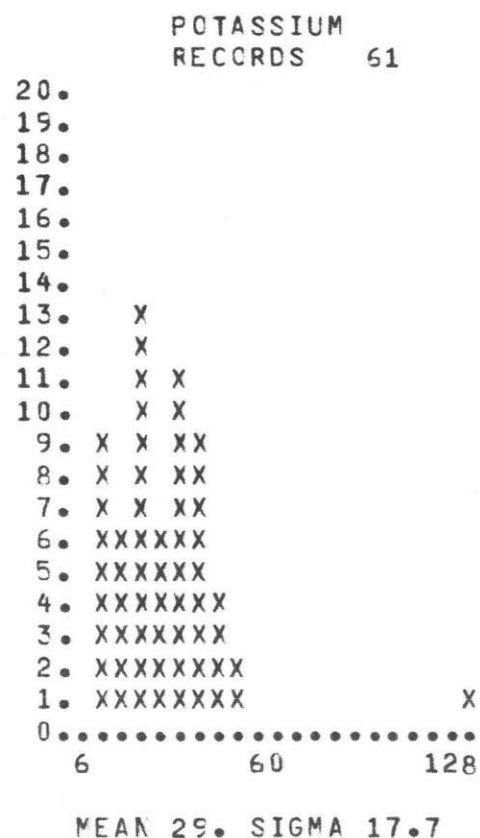 POTASSIUM
RECORDS 61
20.
19.
18.
17.
16.
15.
14.
13. X
12. X
11. X X
10. X X
9. X X XX
8. X X XX
7. X X XX
6. XXXXXX
5. XXXXXX
4. XXXXXXX
3. XXXXXXX
2. XXXXXXXX
1. XXXXXXXX X
0......................
6 60 128
MEAN 29. SIGMA 17.7